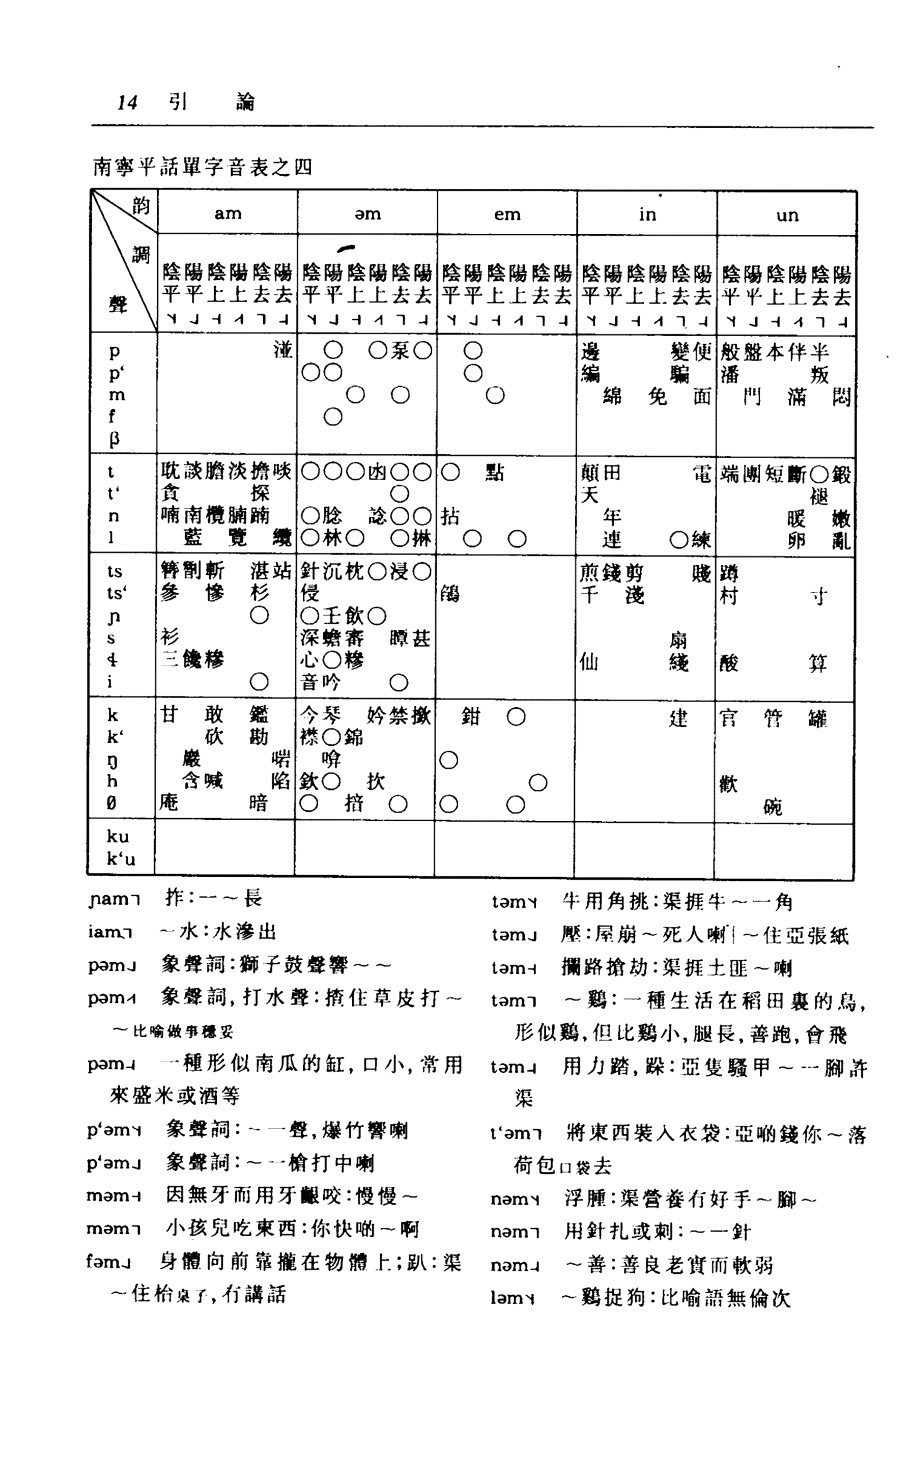 14 引 論
南寧平話單字音表之四
韵 am əm em in un
調 陰陽陰陽陰陽 陰陽陰陽陰陽 陰陽陰陽陰陽 陰陽陰陽陰陽 陰陽陰陽陰陽
聲 平平上上去去 平平上上去去 平平上上去去 平平上上去去 平平上上去去
p 湴 ○ ○泵○ ○ 邊 變便 般盤本伴半
p‘ ○○ ○ 編 騙 潘 叛
m ○ ○ ○ 綿 免 面 門 滿 悶
f ○
β
t 耽談膽淡擔啖 ○○○凼○○ ○ 點 顛田 電 端團短斷○鍛
t‘ 貪 探 ○ 天 褪
n 喃南欖腩䠗 ○腍 諗○○ 拈 年 暖 嫩
l 藍 覽 纜 ○林○ ○㨆 ○ ○ 連 ○練 卵 亂
ts 簪劖斬 湛站 針沉枕○浸○ 煎錢剪 賤 蹲
ts‘ 參 慘 杉 侵 鵮 千 淺 村 寸
ɲ ○ ○壬飲○
s 衫 深蟾審 瞫甚 扇
ɬ 三饞糝 心○糝 仙 綫 酸 算
i ○ 音吟 ○
k 甘 敢 鑑 今琴 妗禁撳 鉗 ○ 建 官 管 罐
k‘ 砍 勘 襟○錦
ŋ 巖 啱 噙 ○
h 含喊 陷 欽○ 扻 ○ 歡
ø 庵 暗 ○ 揞 ○ ○ ○ 碗
ku
k‘u
ɲam˥ 拃：一～長
iam˥ ～水：水滲出
pəm˩ 象聲詞：獅子鼓聲響～～
pəm 象聲詞，打水聲：揸住草皮打～
～比喻做事穩妥
pəm 一種形似南瓜的缸，口小，常用
來盛米或酒等
p‘əm 象聲詞：～一聲，爆竹響喇
p‘əm˩ 象聲詞：～一槍打中喇
məm 因無牙而用牙齦咬：慢慢～
məm˥ 小孩兒吃東西：你快啲～啊
fəm˩ 身體向前靠攏在物體上；趴：渠
～住枱桌子，冇講話
təm 牛用角挑：渠捱牛～一角
təm˩ 壓：屋崩～死人喇｜～住亞張紙
təm 攔路搶劫：渠捱土匪～喇
təm˥ ～鷄：一種生活在稻田裏的鳥，
形似鷄，但比鷄小，腿長，善跑，會飛
təm 用力踏，跺：亞隻騷甲～一腳許
渠
t‘əm˥ 將東西裝入衣袋：亞啲錢你～落
荷包口袋去
nəm 浮腫：渠營養冇好手～腳～
nəm˥ 用針扎或刺：～一針
nəm ～善：善良老實而軟弱
ləm ～鷄捉狗：比喻語無倫次